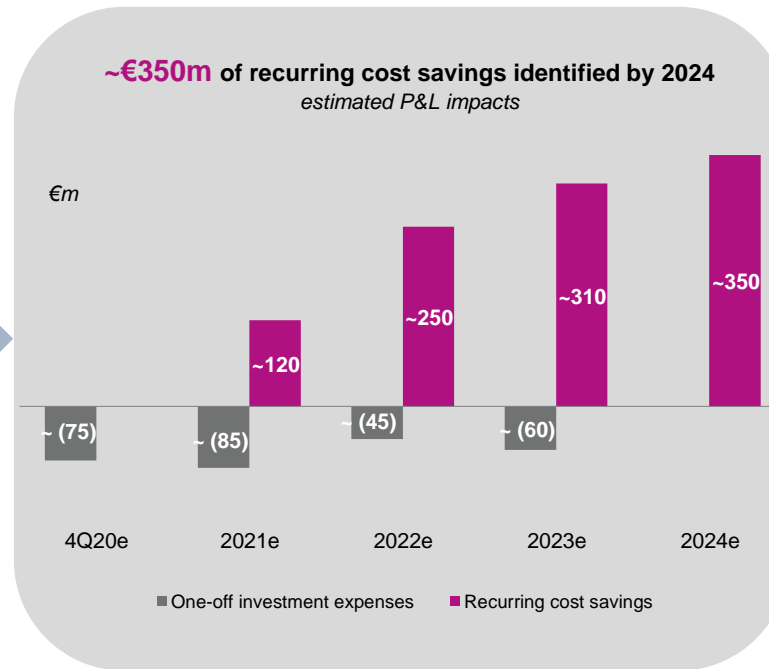 ~€350m of recurring cost savings identified by 2024
estimated P&L impacts
€m
~120
~250
~310
~350
~ (75)
~ (85)
~ (45)
~ (60)
4Q20e 2021e 2022e 2023e 2024e
One-off investment expenses Recurring cost savings